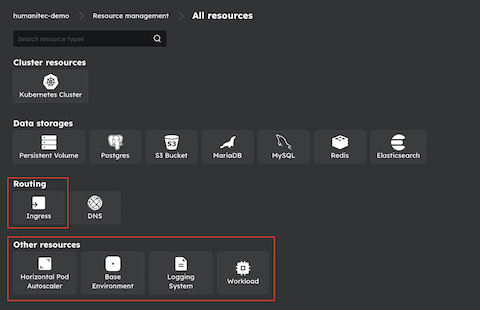 humanitec-demo > Resource management > All resources
Search resource types
Cluster resources
Kubernetes Cluster
Data storages
Persistent Volume Postgres S3 Bucket MariaDB MySQL Redis Elasticsearch
Routing
Ingress DNS
Other resources
Horizontal Pod Autoscaler
Base Environment
Logging System
Workload